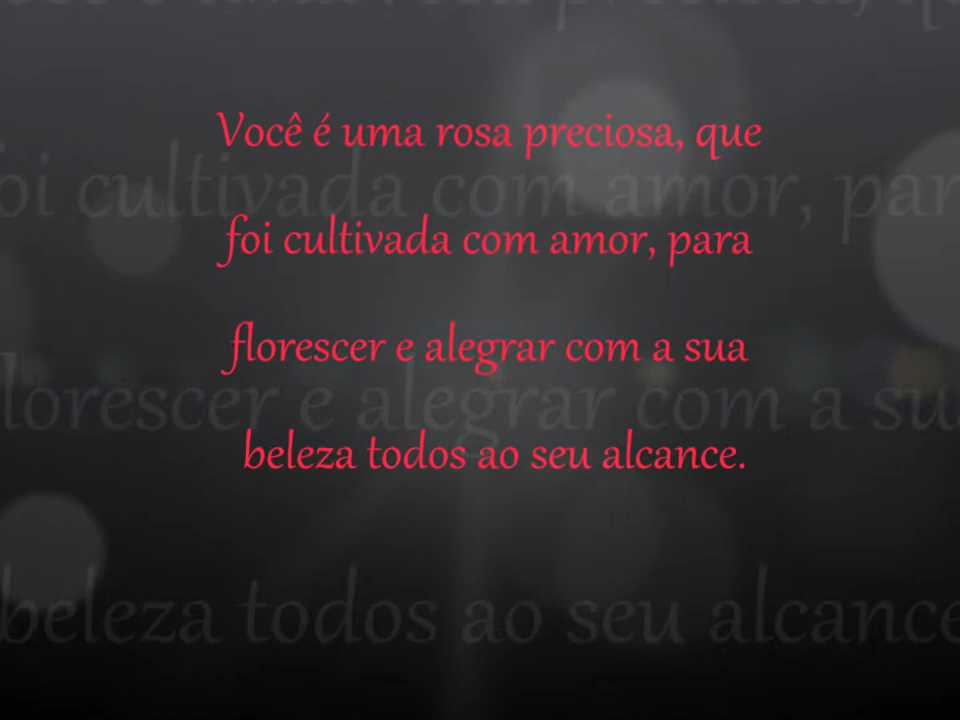 Você é uma rosa preciosa, que
foi cultivada com amor, para
florescer e alegrar com a sua
beleza todos ao seu alcance.